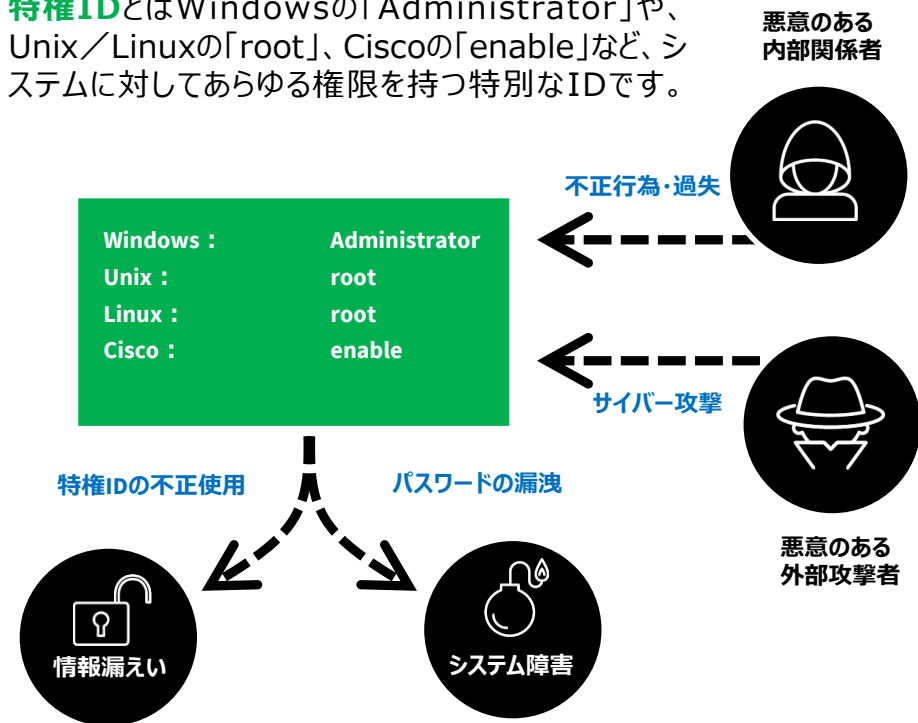 特権IDとはWindowsの「Administrator」や、
Unix／Linuxの「root」、Ciscoの「enable」など、シ
ステムに対してあらゆる権限を持つ特別なIDです。
悪意のある
内部関係者
不正行為・過失
Windows： Administrator
Unix： root
Linux： root
Cisco： enable
サイバー攻撃
特権IDの不正使用
パスワードの漏洩
悪意のある
外部攻撃者
情報漏えい
システム障害